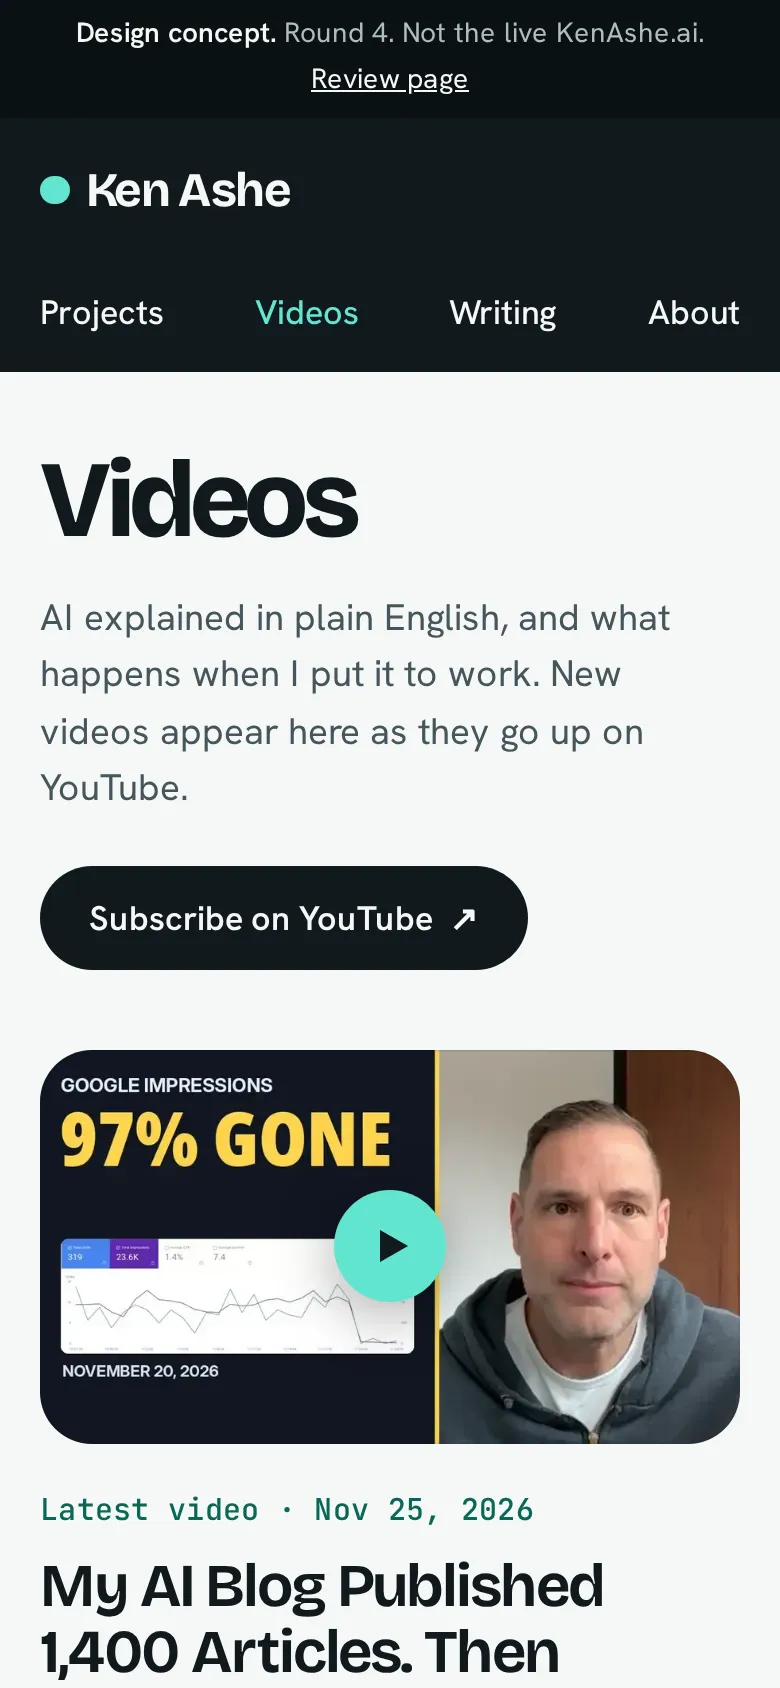 Design concept. Round 4. Not the live KenAshe.ai.
Review page
Ken Ashe
Projects Videos Writing About
Videos
AI explained in plain English, and what
happens when I put it to work. New
videos appear here as they go up on
YouTube.
Subscribe on YouTube ↗
GOOGLE IMPRESSIONS
97% GONE
319 23.6K 1.4% 7.4
NOVEMBER 20, 2026
Latest video · Nov 25, 2026
My AI Blog Published
1,400 Articles. Then